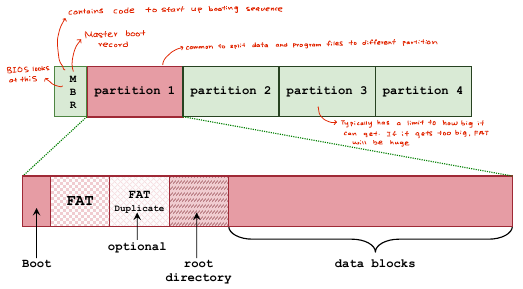 contains code to start up booting sequence
Master boot
record
common to split data and program files to different partition
BIOS looks
at this
M
B
R
partition 1
partition 2
partition 3
partition 4
Typically has a limit to how big it
can get. If it gets too big, FAT
will be huge
FAT
FAT
Duplicate
optional
Boot
root
directory
data blocks